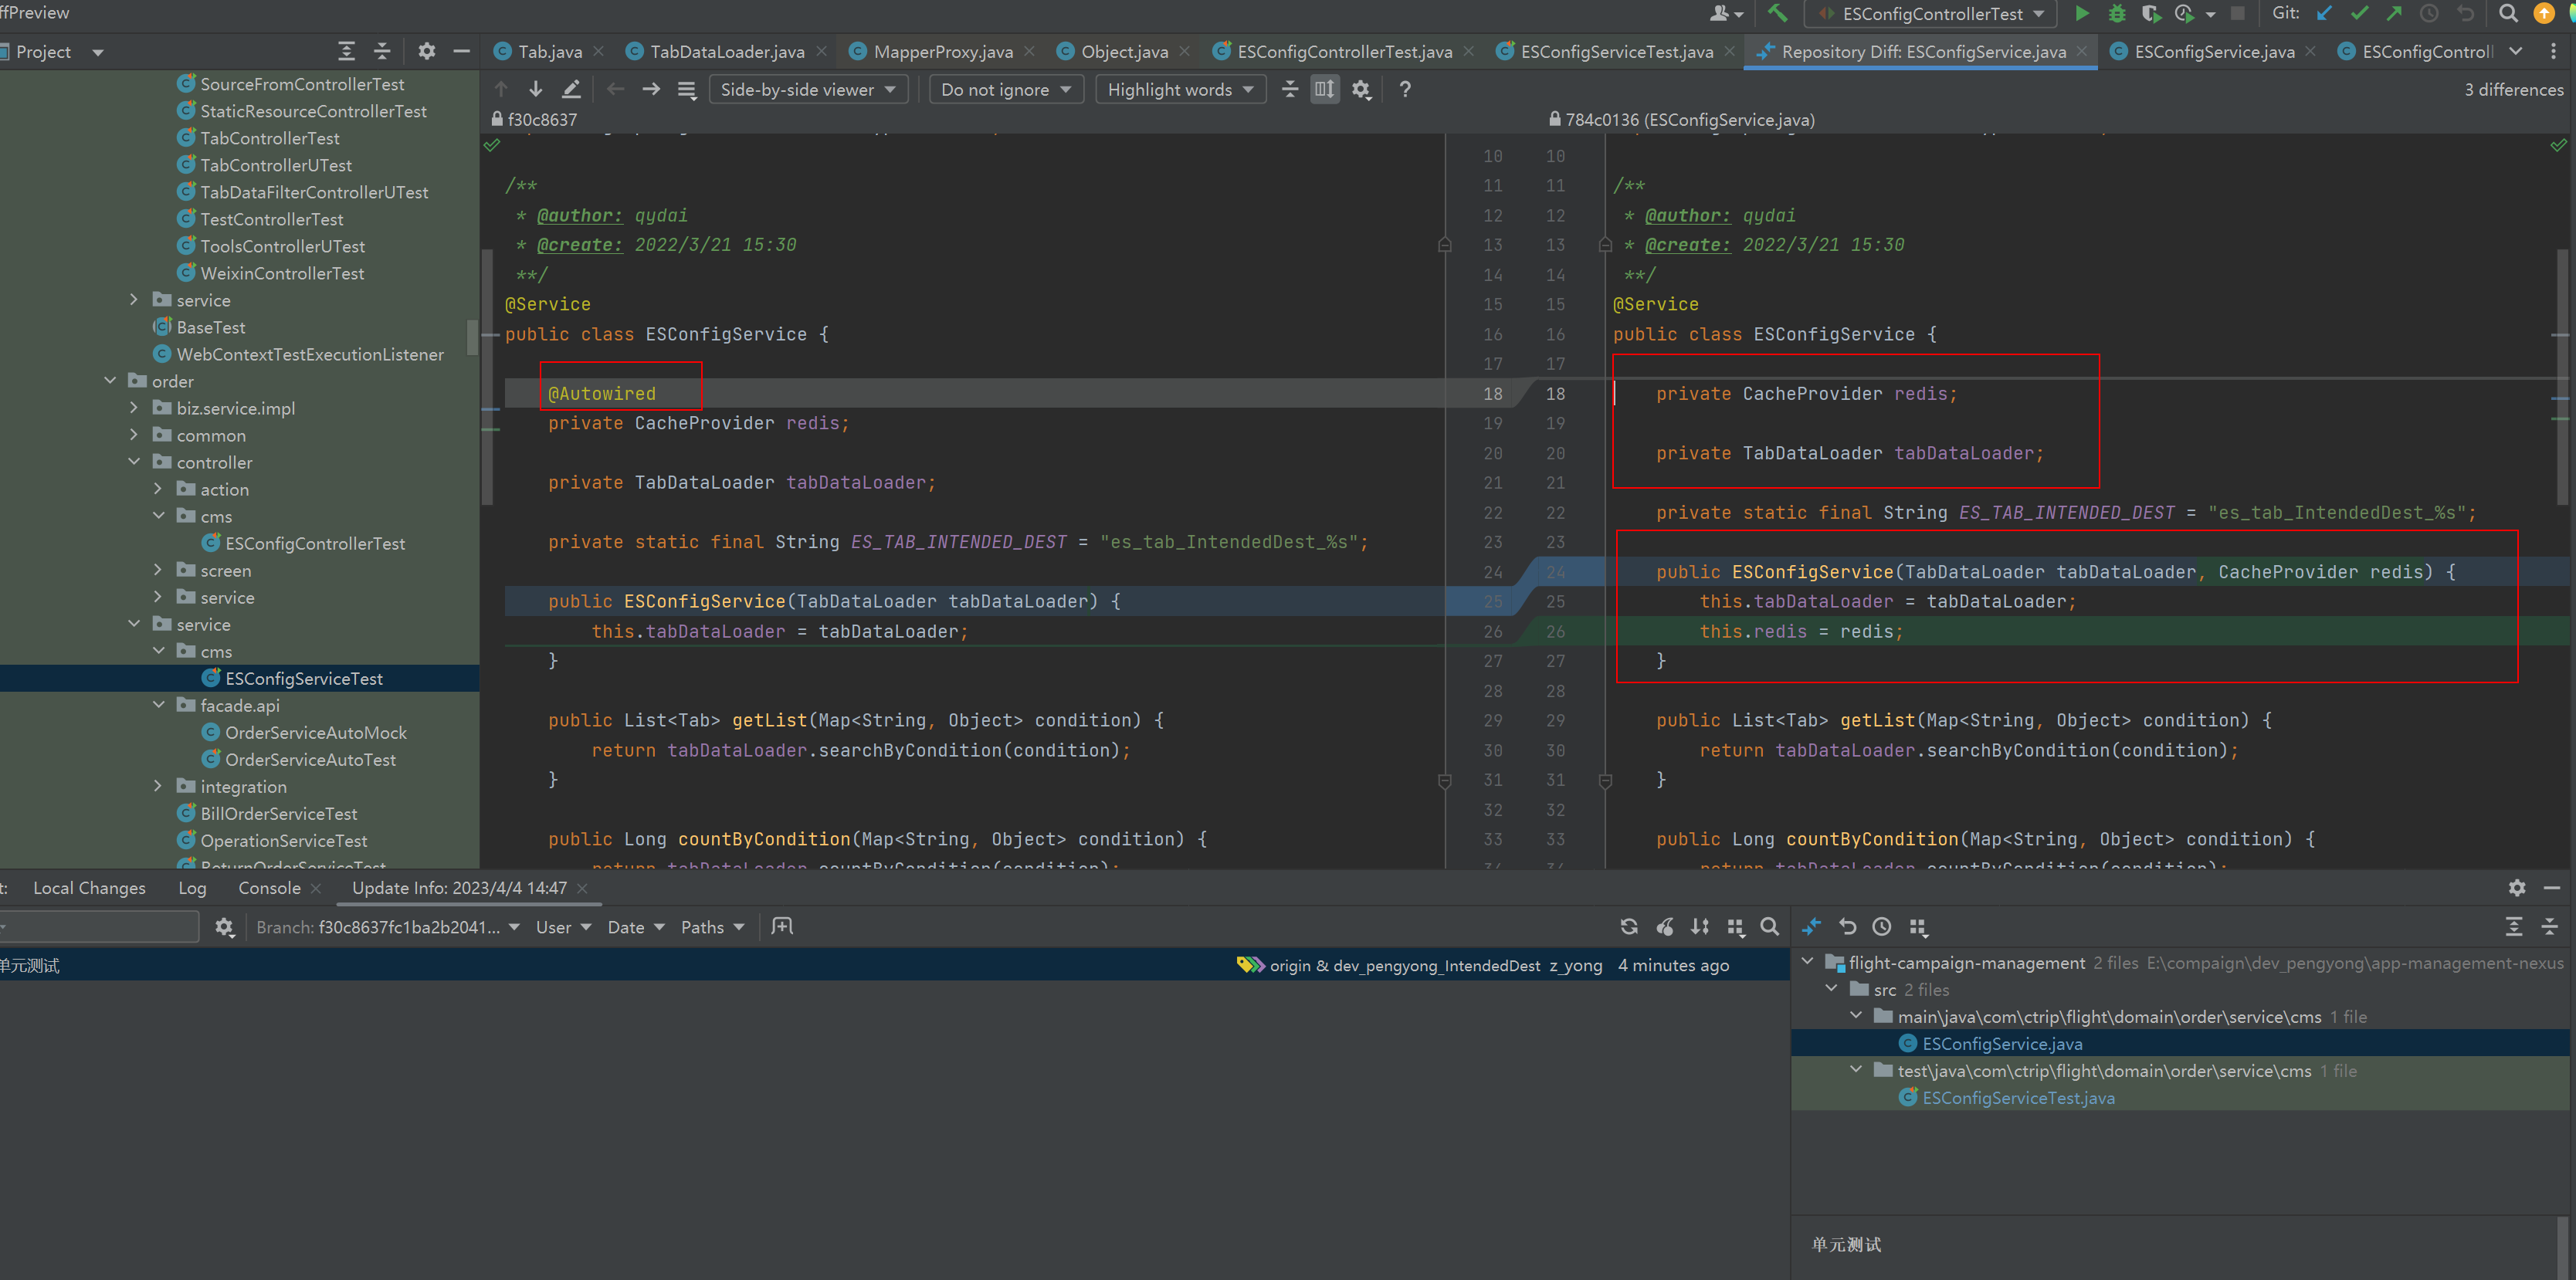 ffPreview
ESConfigControllerTest
Git:
Project
Tab.java
TabDataLoader.java
MapperProxy.java
Object.java
ESConfigControllerTest.java
ESConfigServiceTest.java
Repository Diff: ESConfigService.java
ESConfigService.java
ESConfigControll
Side-by-side viewer
Do not ignore
Highlight words
?
3 differences
f30c8637
784c0136 (ESConfigService.java)
SourceFromControllerTest
StaticResourceControllerTest
TabControllerTest
TabControllerUTest
TabDataFilterControllerUTest
TestControllerTest
ToolsControllerUTest
WeixinControllerTest
service
BaseTest
WebContextTestExecutionListener
order
biz.service.impl
common
controller
action
cms
ESConfigControllerTest
screen
service
service
cms
ESConfigServiceTest
facade.api
OrderServiceAutoMock
OrderServiceAutoTest
integration
BillOrderServiceTest
OperationServiceTest
ReturnOrderServiceTest
/**
* @author: qydai
* @create: 2022/3/21 15:30
**/
@Service
public class ESConfigService {
@Autowired
private CacheProvider redis;
private TabDataLoader tabDataLoader;
private static final String ES_TAB_INTENDED_DEST = "es_tab_IntendedDest_%s";
public ESConfigService(TabDataLoader tabDataLoader) {
this.tabDataLoader = tabDataLoader;
}
public List<Tab> getList(Map<String, Object> condition) {
return tabDataLoader.searchByCondition(condition);
}
public Long countByCondition(Map<String, Object> condition) {
return tabDataLoader.countByCondition(condition);
10 10
11 11
12 12
13 13
14 14
15 15
16 16
17 17
18 18
19 19
20 20
21 21
22 22
23 23
24 24
25 25
26 26
27 27
28 28
29 29
30 30
31 31
32 32
33 33
34 34
/**
* @author: qydai
* @create: 2022/3/21 15:30
**/
@Service
public class ESConfigService {
private CacheProvider redis;
private TabDataLoader tabDataLoader;
private static final String ES_TAB_INTENDED_DEST = "es_tab_IntendedDest_%s";
public ESConfigService(TabDataLoader tabDataLoader, CacheProvider redis) {
this.tabDataLoader = tabDataLoader;
this.redis = redis;
}
public List<Tab> getList(Map<String, Object> condition) {
return tabDataLoader.searchByCondition(condition);
}
public Long countByCondition(Map<String, Object> condition) {
return tabDataLoader.countByCondition(condition);
t:
Local Changes
Log
Console
Update Info: 2023/4/4 14:47
Branch: f30c8637fc1ba2b2041...
User
Date
Paths
单元测试
origin & dev_pengyong_IntendedDest z_yong 4 minutes ago
flight-campaign-management 2 files E:\compaign\dev_pengyong\app-management-nexus
src 2 files
main\java\com\ctrip\flight\domain\order\service\cms 1 file
ESConfigService.java
test\java\com\ctrip\flight\domain\order\service\cms 1 file
ESConfigServiceTest.java
单元测试